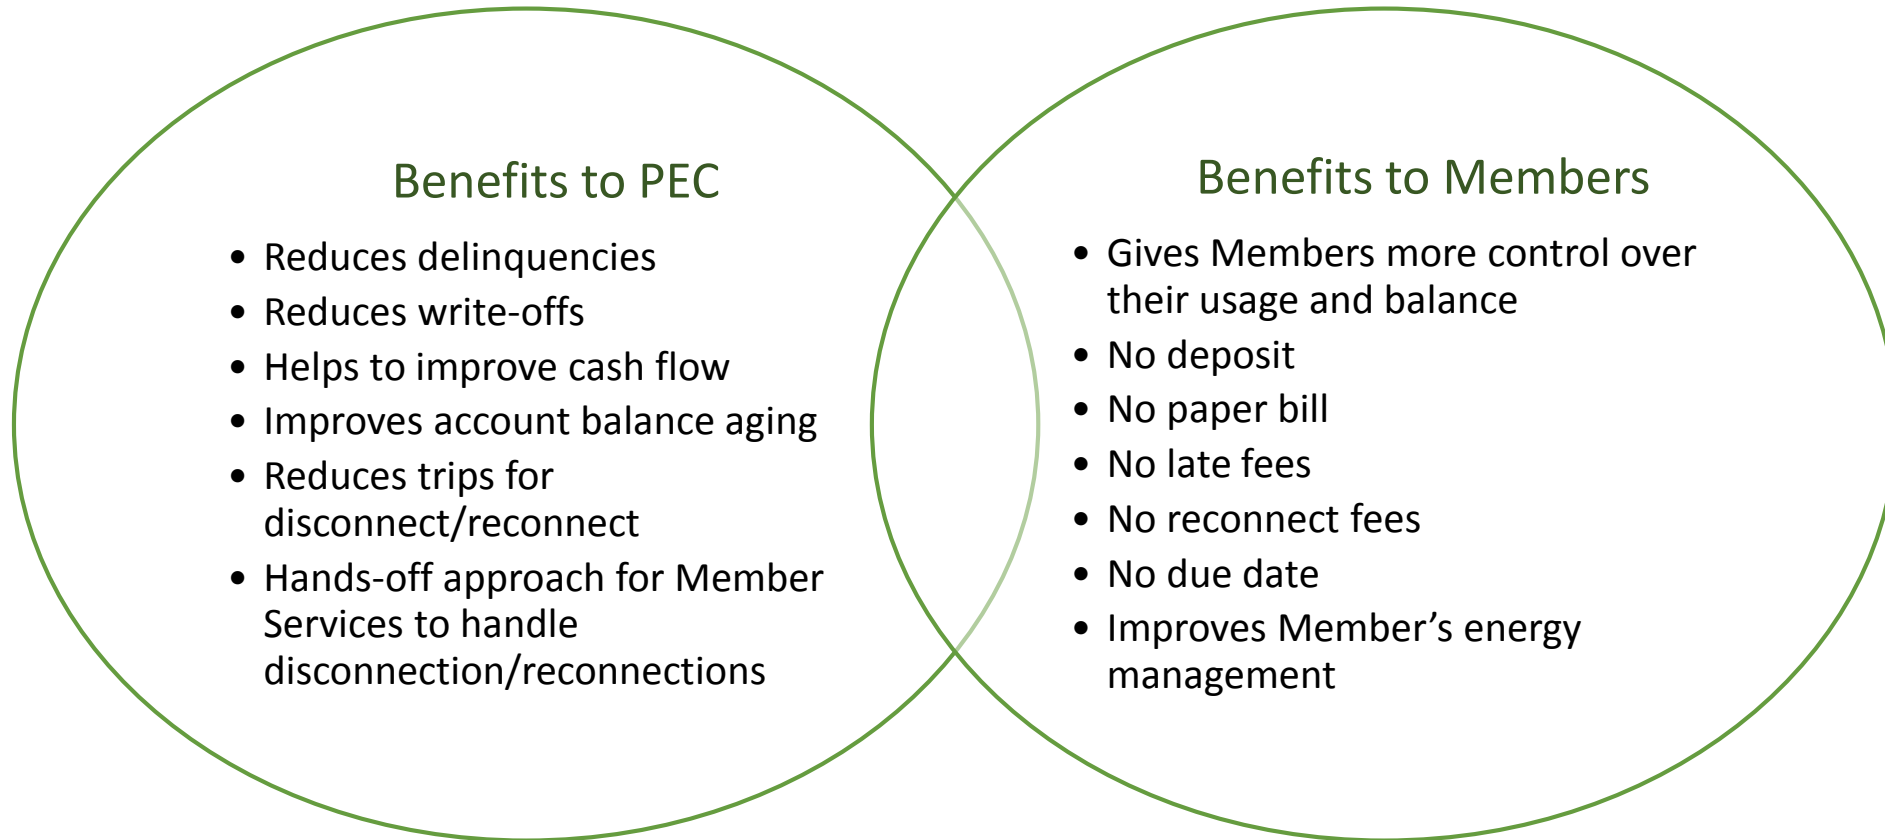 Benefits to PEC
• Reduces delinquencies
• Reduces write-offs
• Helps to improve cash flow
• Improves account balance aging
• Reduces trips for
disconnect/reconnect
• Hands-off approach for Member
Services to handle
disconnection/reconnections
Benefits to Members
• Gives Members more control over
their usage and balance
• No deposit
• No paper bill
• No late fees
• No reconnect fees
• No due date
• Improves Member’s energy
management